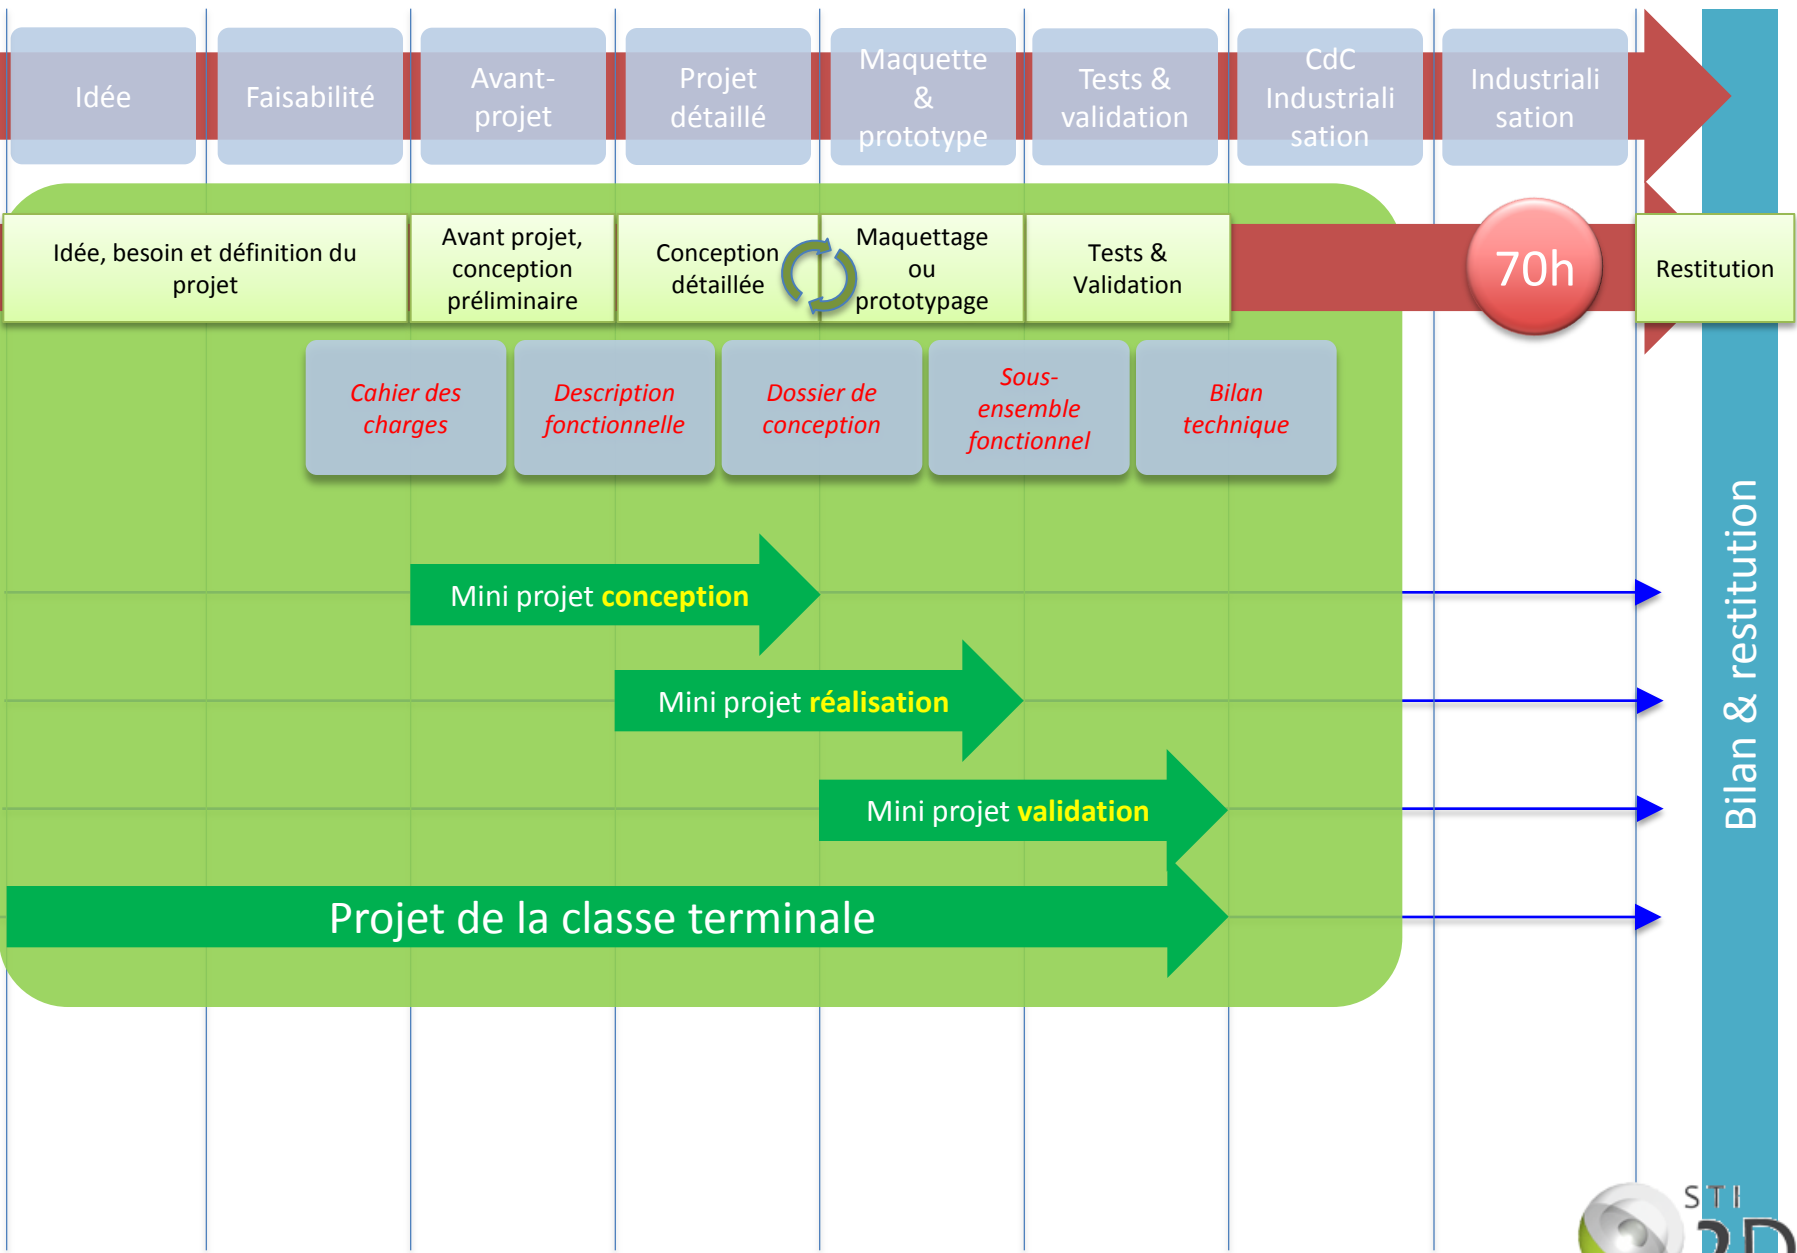 Idée
Faisabilité
Avant-
projet
Projet
détaillé
Maquette
&
prototype
Tests &
validation
CdC
Industriali
sation
Industriali
sation
Idée, besoin et définition du
projet
Avant projet,
conception
préliminaire
Conception
détaillée
Maquettage
ou
prototypage
Tests &
Validation
70h
Restitution
Cahier des
charges
Description
fonctionnelle
Dossier de
conception
Sous-
ensemble
fonctionnel
Bilan
technique
Mini projet conception
Mini projet réalisation
Mini projet validation
Projet de la classe terminale
Bilan & restitution
STI
2D